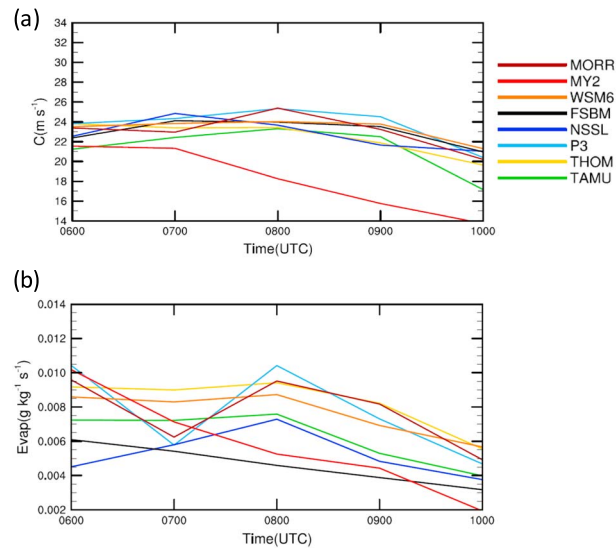 (a)
34
32
30
28
26
24
22
20
18
16
14
C(m s⁻¹)
0600 0700 0800 0900 1000
Time(UTC)
MORR
MY2
WSM6
FSBM
NSSL
P3
THOM
TAMU
(b)
0.014
0.012
0.010
0.008
0.006
0.004
0.002
Evap(g kg⁻¹ s⁻¹)
0600 0700 0800 0900 1000
Time(UTC)